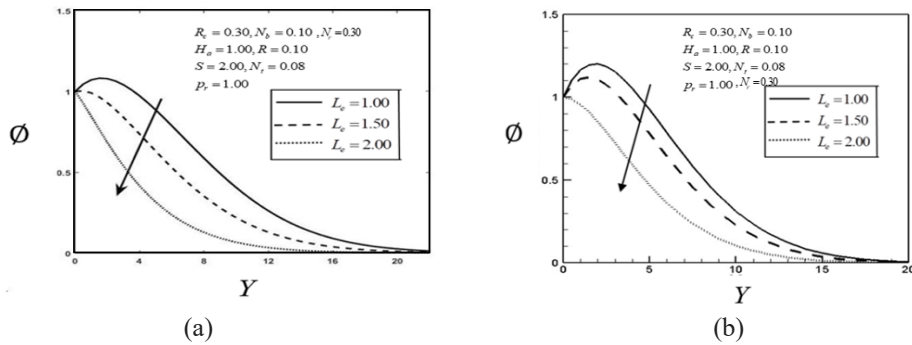 1.5
R_c = 0.30, N_b = 0.10, N_t = 0.30
H_a = 1.00, R = 0.10
S = 2.00, N_r = 0.08
p_r = 1.00
1
L_e = 1.00
L_e = 1.50
L_e = 2.00
Ø
0.5
0
0 4 8 12 16 20
Y
(a)
1.5
R_c = 0.30, N_b = 0.10
H_a = 1.00, R = 0.10
S = 2.00, N_r = 0.08
p_r = 1.00, N_t = 0.30
1
L_e = 1.00
L_e = 1.50
L_e = 2.00
Ø
0.5
0
0 5 10 15 20
Y
(b)